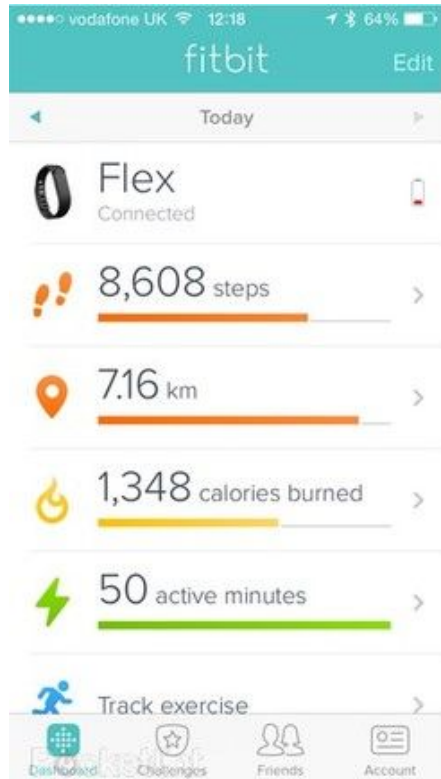 vodafone UK 12:18 64%
fitbit Edit
Today
Flex
Connected
8,608 steps
7.16 km
1,348 calories burned
50 active minutes
Track exercise
Dashboard Challenges Friends Account